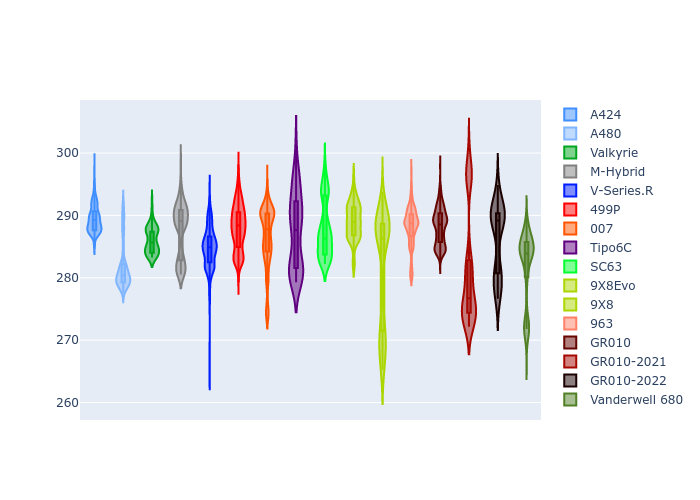 300
290
280
270
260
A424
A480
Valkyrie
M-Hybrid
V-Series.R
499P
007
Tipo6C
SC63
9X8Evo
9X8
963
GR010
GR010-2021
GR010-2022
Vanderwell 680